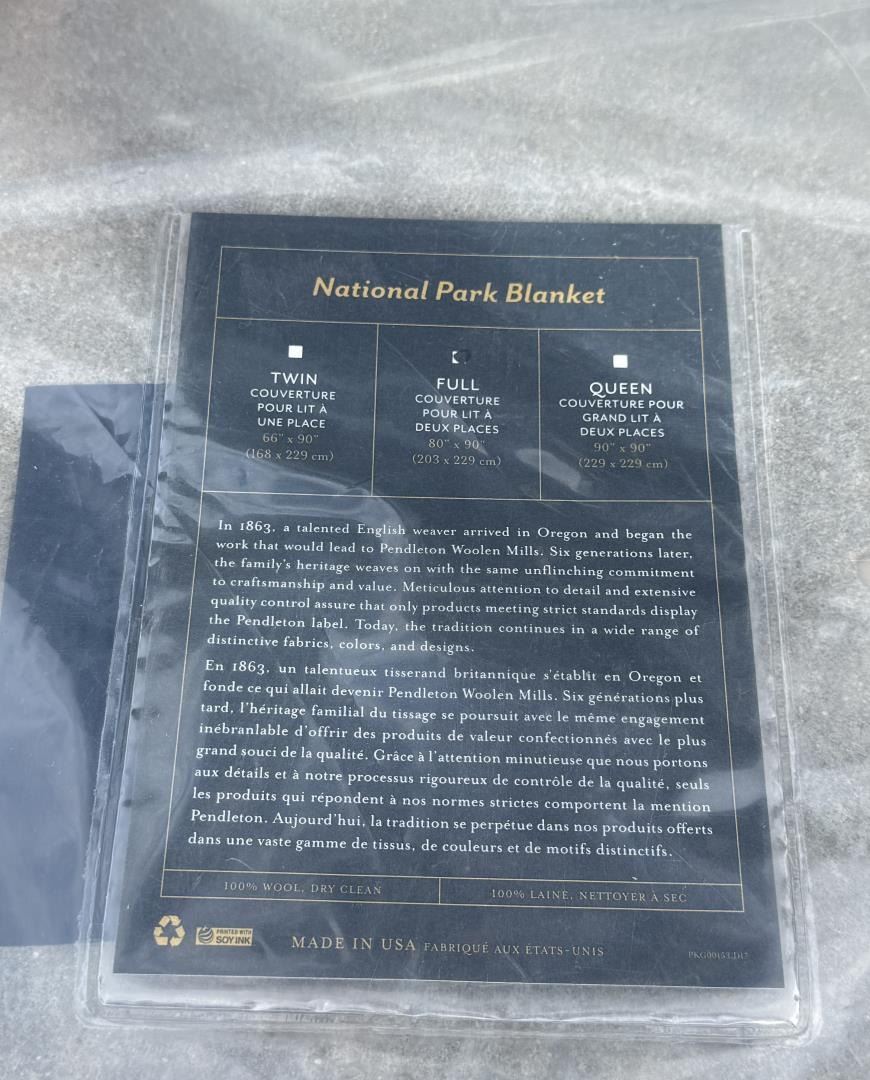 National Park Blanket
TWIN
COUVERTURE
POUR LIT À
UNE PLACE
66" x 90"
(168 x 229 cm)
FULL
COUVERTURE
POUR LIT À
DEUX PLACES
80" x 90"
(203 x 229 cm)
QUEEN
COUVERTURE POUR
GRAND LIT À
DEUX PLACES
90" x 90"
(229 x 229 cm)
In 1863, a talented English weaver arrived in Oregon and began the
work that would lead to Pendleton Woolen Mills. Six generations later,
the family's heritage weaves on with the same unflinching commitment
to craftsmanship and value. Meticulous attention to detail and extensive
quality control assure that only products meeting strict standards display
the Pendleton label. Today, the tradition continues in a wide range of
distinctive fabrics, colors, and designs.
En 1863, un talentueux tisserand britannique s'établit en Oregon et
fonde ce qui allait devenir Pendleton Woolen Mills. Six générations plus
tard, l'héritage familial du tissage se poursuit avec le même engagement
inébranlable d'offrir des produits de valeur confectionnés avec le plus
grand souci de la qualité. Grâce à l'attention minutieuse que nous portons
aux détails et à notre processus rigoureux de contrôle de la qualité, seuls
les produits qui répondent à nos normes strictes comportent la mention
Pendleton. Aujourd'hui, la tradition se perpétue dans nos produits offerts
dans une vaste gamme de tissus, de couleurs et de motifs distinctifs.
100% WOOL, DRY CLEAN
100% LAINE, NETTOYER À SEC
PRINTED WITH
SOY INK
MADE IN USA FABRIQUÉ AUX ÉTATS-UNIS